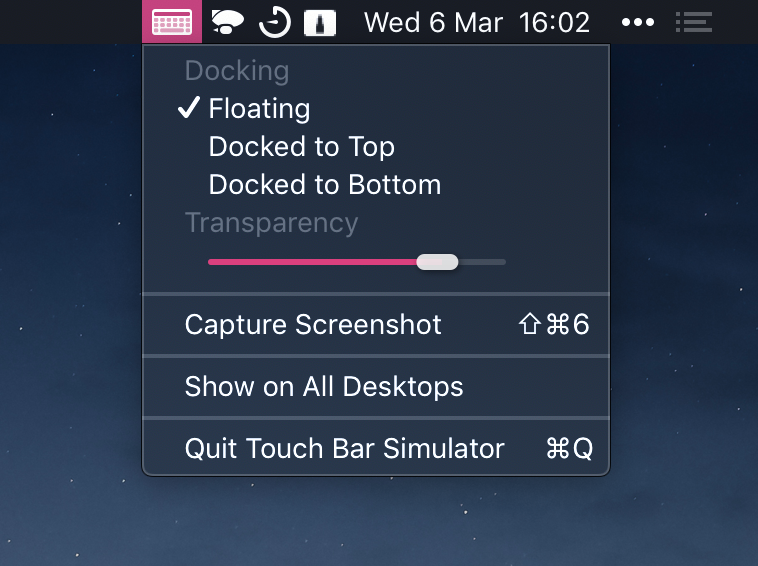 Wed 6 Mar 16:02 •••
Docking
✓ Floating
Docked to Top
Docked to Bottom
Transparency
Capture Screenshot ⇧⌘6
Show on All Desktops
Quit Touch Bar Simulator ⌘Q